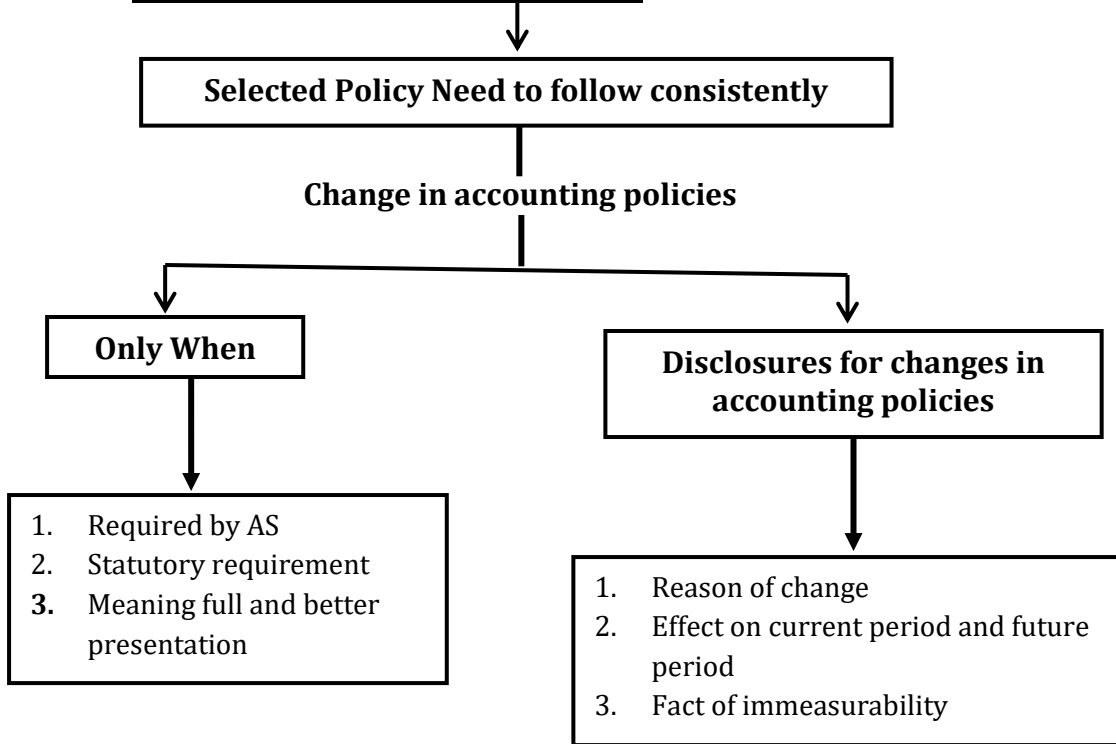 Selected Policy Need to follow consistently
Change in accounting policies
Only When
Disclosures for changes in
accounting policies
1. Required by AS
2. Statutory requirement
3. Meaning full and better
presentation
1. Reason of change
2. Effect on current period and future
period
3. Fact of immeasurability